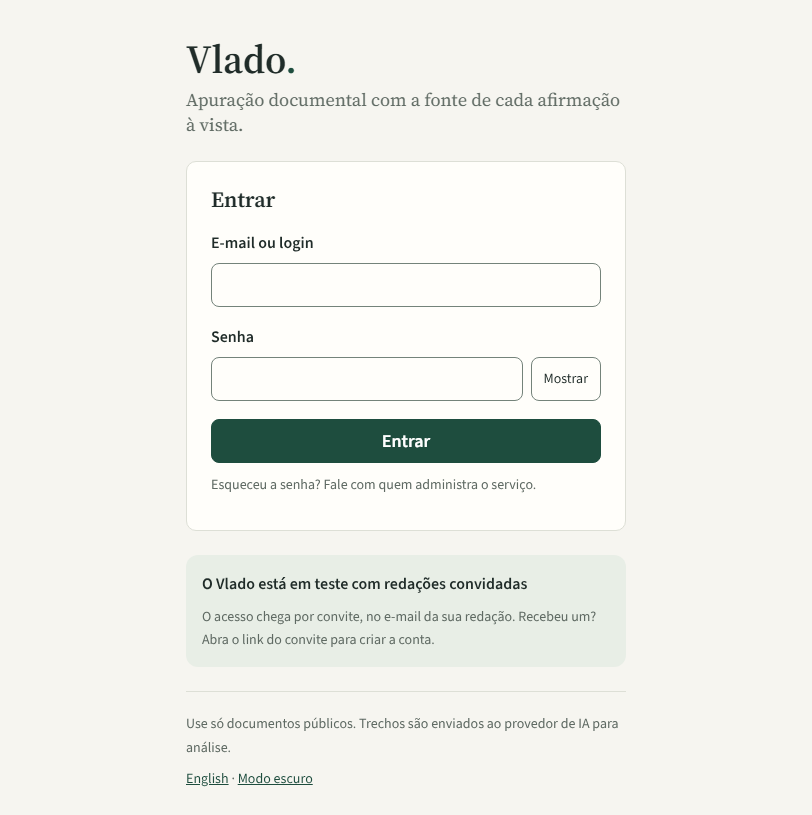 Vlado.
Apuração documental com a fonte de cada afirmação
à vista.
Entrar
E-mail ou login
Senha
Mostrar
Entrar
Esqueceu a senha? Fale com quem administra o serviço.
O Vlado está em teste com redações convidadas
O acesso chega por convite, no e-mail da sua redação. Recebeu um?
Abra o link do convite para criar a conta.
Use só documentos públicos. Trechos são enviados ao provedor de IA para
análise.
English · Modo escuro